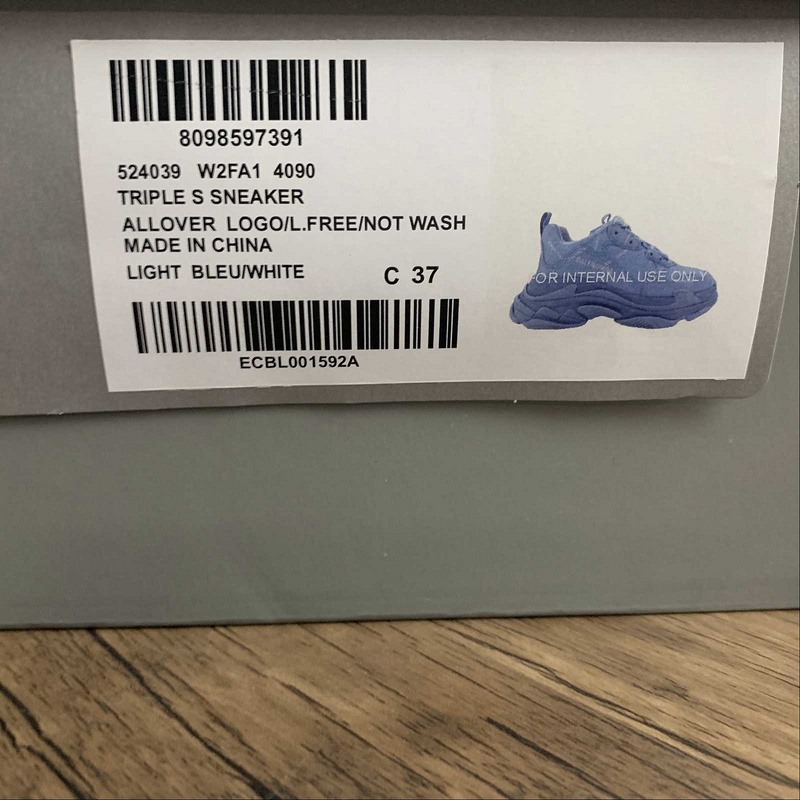 8098597391
524039 W2FA1 4090
TRIPLE S SNEAKER
ALLOVER LOGO/L.FREE/NOT WASH
MADE IN CHINA
LIGHT BLEU/WHITE C 37
ECBL001592A
FOR INTERNAL USE ONLY